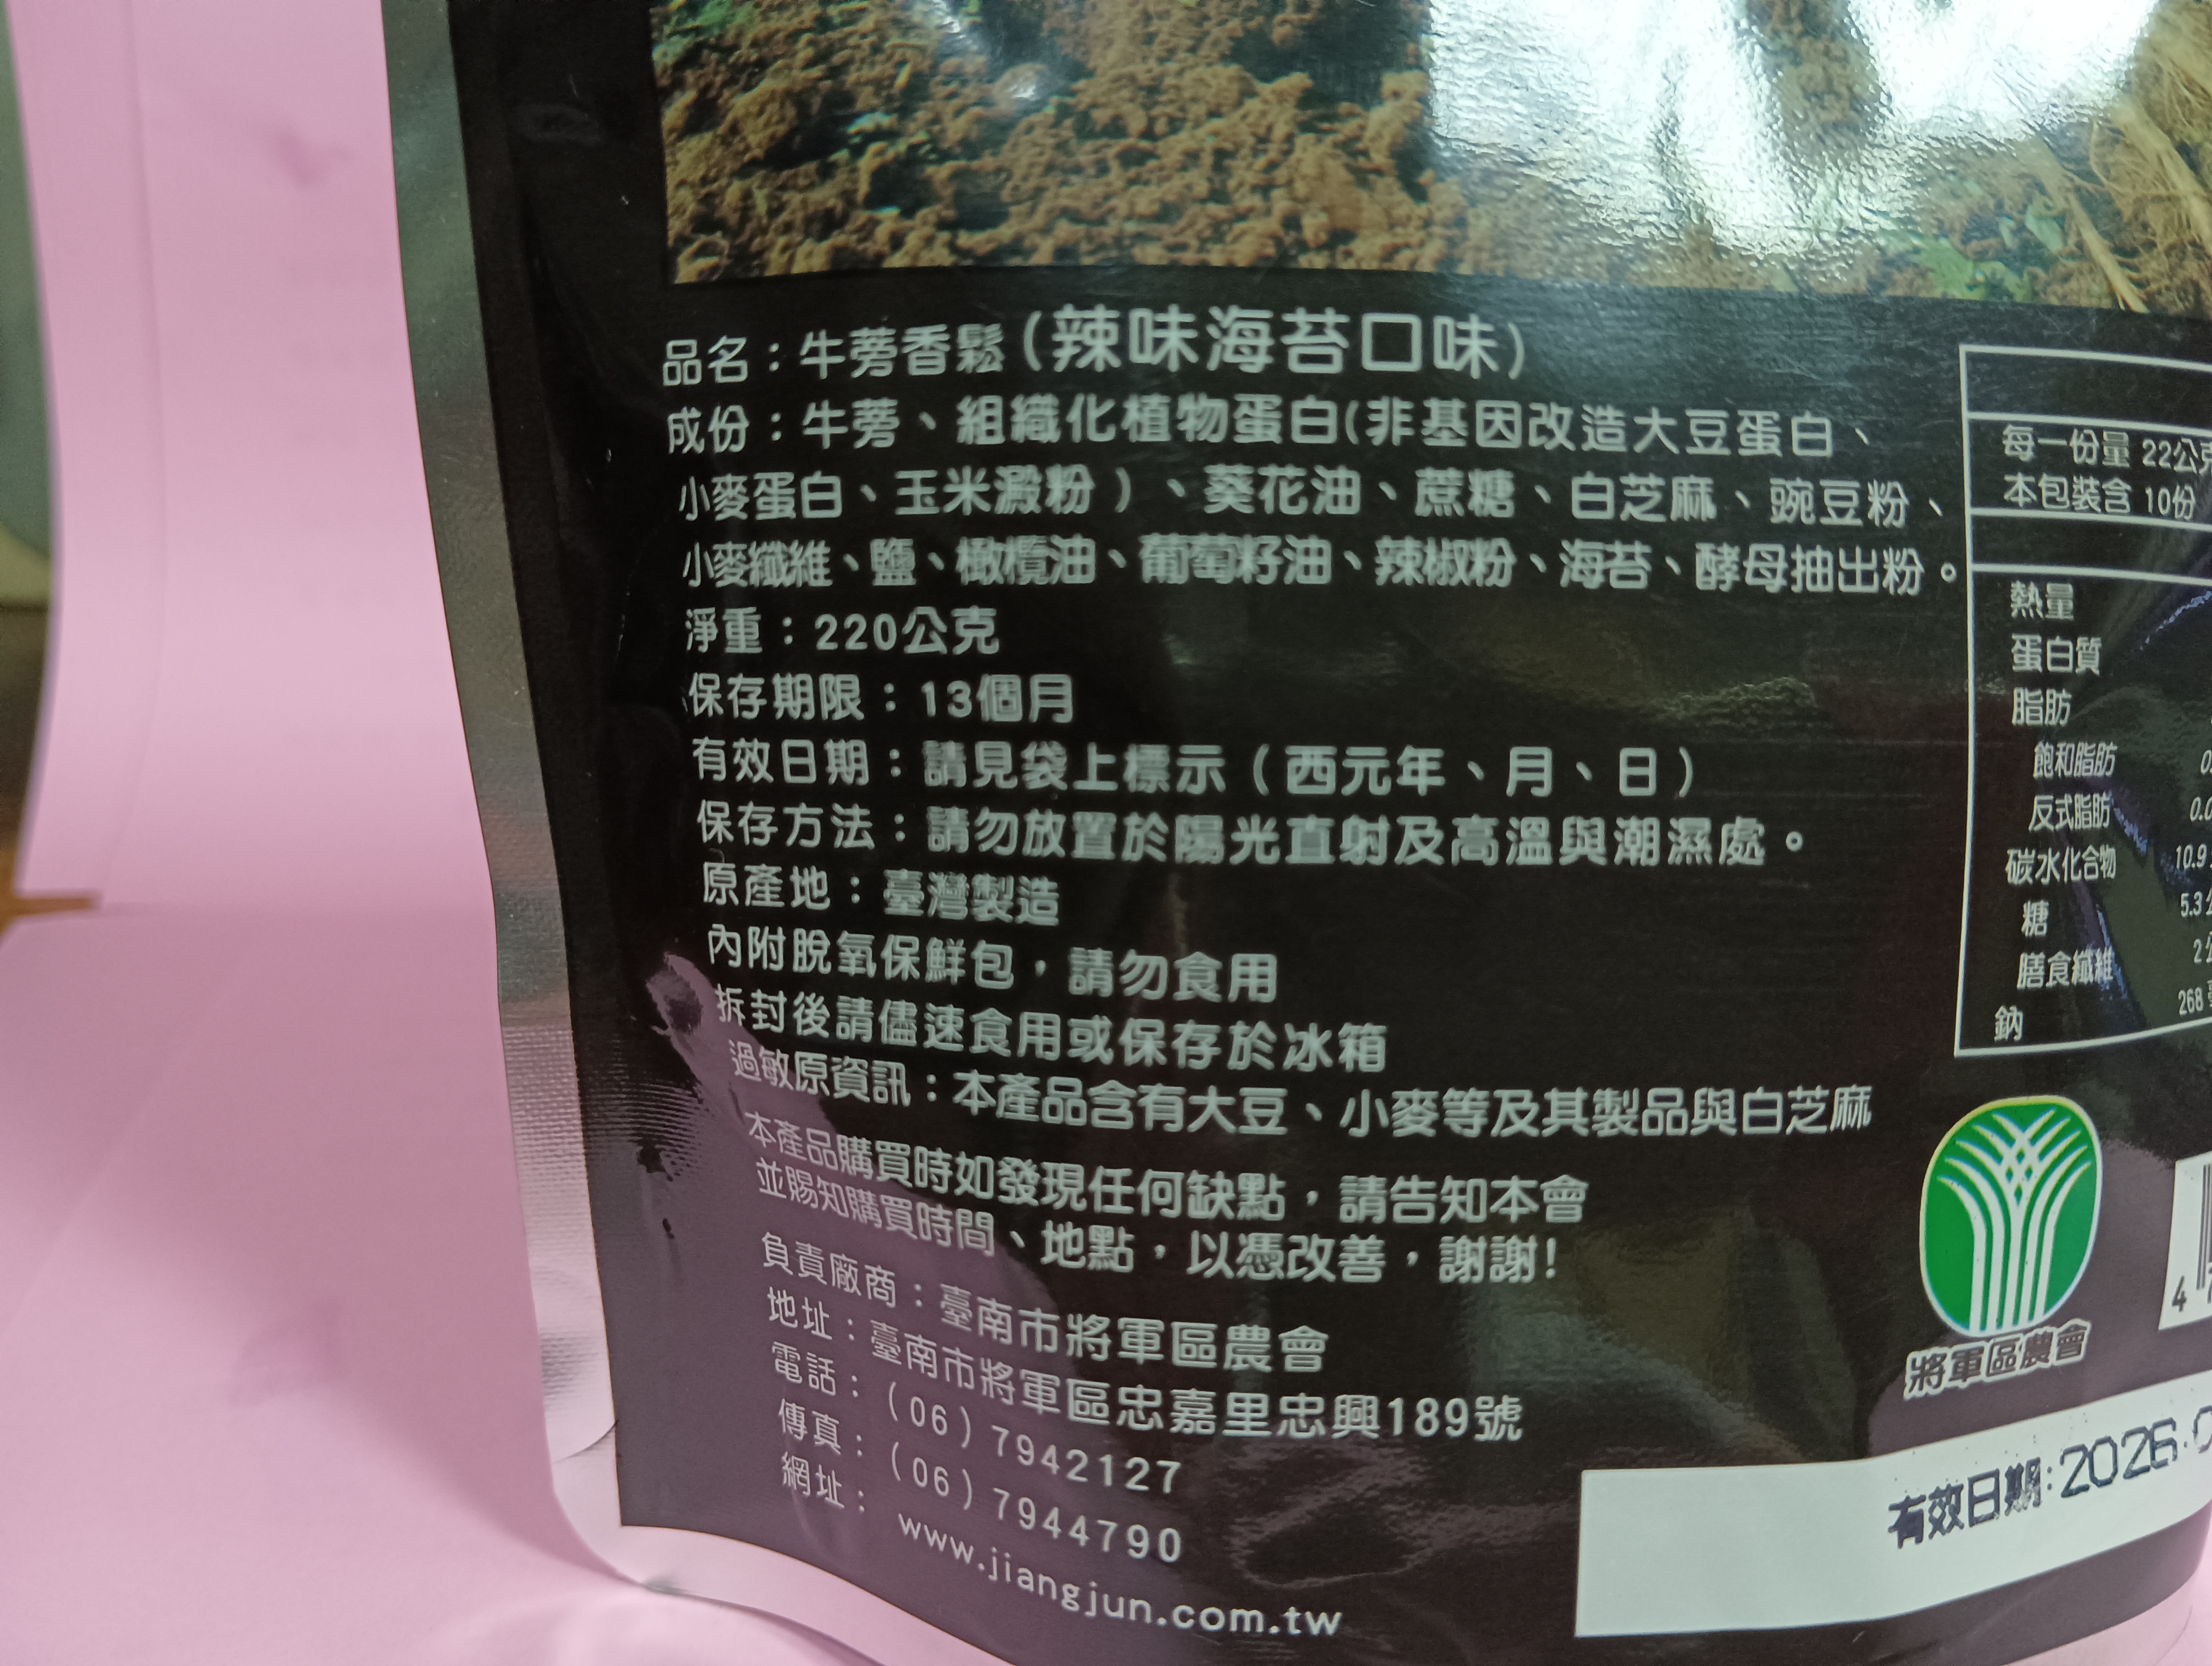 品名：牛蒡香鬆(辣味海苔口味)
成份：牛蒡、組織化植物蛋白(非基因改造大豆蛋白、
小麥蛋白、玉米澱粉)、葵花油、蔗糖、白芝麻、豌豆粉、
小麥纖維、鹽、橄欖油、葡萄籽油、辣椒粉、海苔、酵母抽出粉。
淨重：220公克
保存期限：13個月
有效日期：請見袋上標示（西元年、月、日）
保存方法：請勿放置於陽光直射及高溫與潮濕處。
原產地：臺灣製造
內附脫氧保鮮包，請勿食用
拆封後請儘速食用或保存於冰箱
過敏原資訊：本產品含有大豆、小麥等及其製品與白芝麻
本產品購買時如發現任何缺點，請告知本會
並賜知購買時間、地點，以憑改善，謝謝!
負責廠商：臺南市將軍區農會
地址：臺南市將軍區忠嘉里忠興189號
電話：(06)7942127
傳真：(06)7944790
網址：www.jiangjun.com.tw
每一份量 22公克
本包裝含 10份
熱量
蛋白質
脂肪
飽和脂肪
反式脂肪 0.0
碳水化合物 10.9
糖 5.3公
膳食纖維 2公
鈉 268
將軍區農會
4
有效日期:2026.0